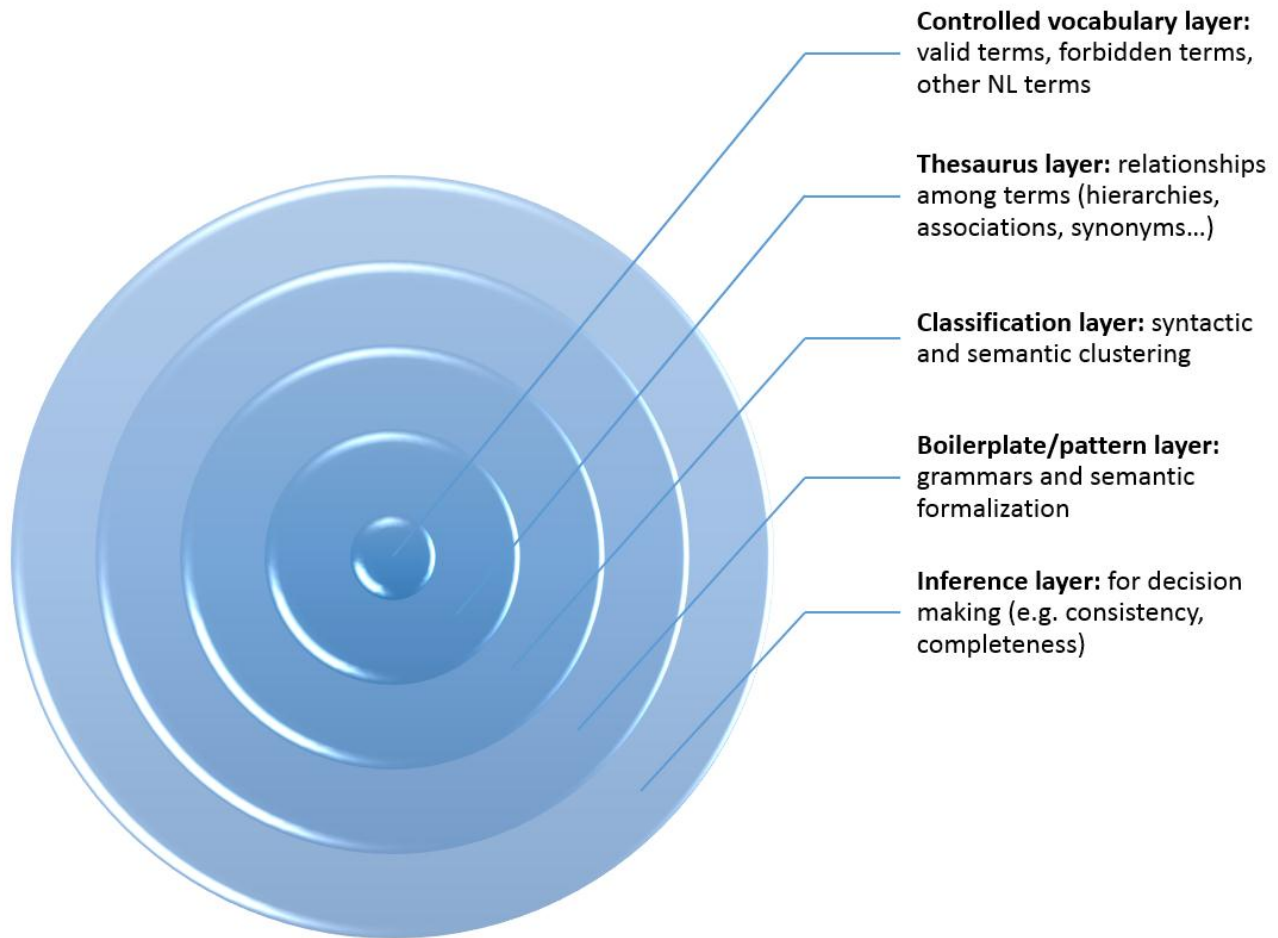 Controlled vocabulary layer:
valid terms, forbidden terms,
other NL terms
Thesaurus layer: relationships
among terms (hierarchies,
associations, synonyms...)
Classification layer: syntactic
and semantic clustering
Boilerplate/pattern layer:
grammars and semantic
formalization
Inference layer: for decision
making (e.g. consistency,
completeness)